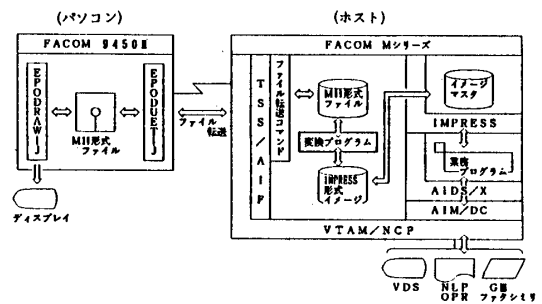 (パソコン)
(ホスト)
FACOM 9450Ⅱ
FACOM Mシリーズ
EPODRAWIJ
MII形式
ファイル
EPODUETJ
ファイル
転送
ディスプレイ
TSS/AIF
ファイル転送コマンド
MII形式
ファイル
変換プログラム
IMPRESS
形式
イメージ
イメージ
マスタ
IMPRESS
業務
プログラム
AIDS/X
AIM/DC
VTAM/NCP
VDS
NLP
OPR
ファクシミリ